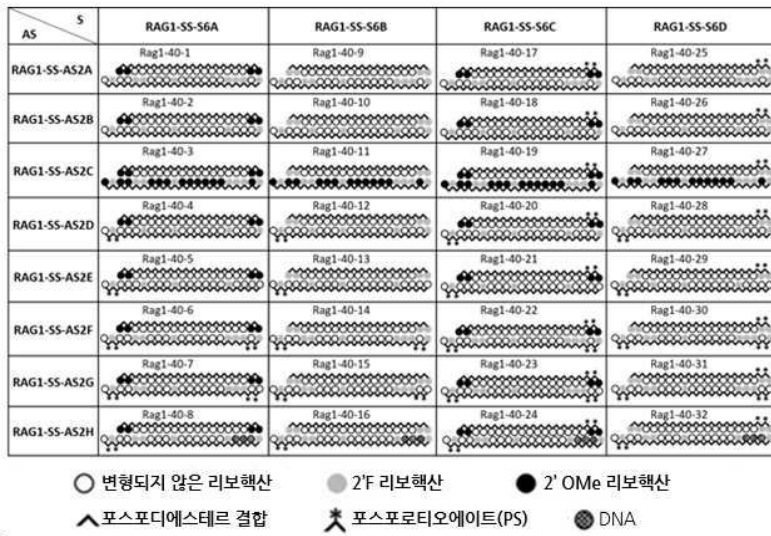 S
AS
RAG1-SS-S6A RAG1-SS-S6B RAG1-SS-S6C RAG1-SS-S6D
RAG1-SS-AS2A Rag1-40-1 Rag1-40-9 Rag1-40-17 Rag1-40-25
RAG1-SS-AS2B Rag1-40-2 Rag1-40-10 Rag1-40-18 Rag1-40-26
RAG1-SS-AS2C Rag1-40-3 Rag1-40-11 Rag1-40-19 Rag1-40-27
RAG1-SS-AS2D Rag1-40-4 Rag1-40-12 Rag1-40-20 Rag1-40-28
RAG1-SS-AS2E Rag1-40-5 Rag1-40-13 Rag1-40-21 Rag1-40-29
RAG1-SS-AS2F Rag1-40-6 Rag1-40-14 Rag1-40-22 Rag1-40-30
RAG1-SS-AS2G Rag1-40-7 Rag1-40-15 Rag1-40-23 Rag1-40-31
RAG1-SS-AS2H Rag1-40-8 Rag1-40-16 Rag1-40-24 Rag1-40-32
변형되지 않은 리보핵산 2'F 리보핵산 2' OMe 리보핵산
포스포디에스테르 결합 포스포로티오에이트(PS) DNA